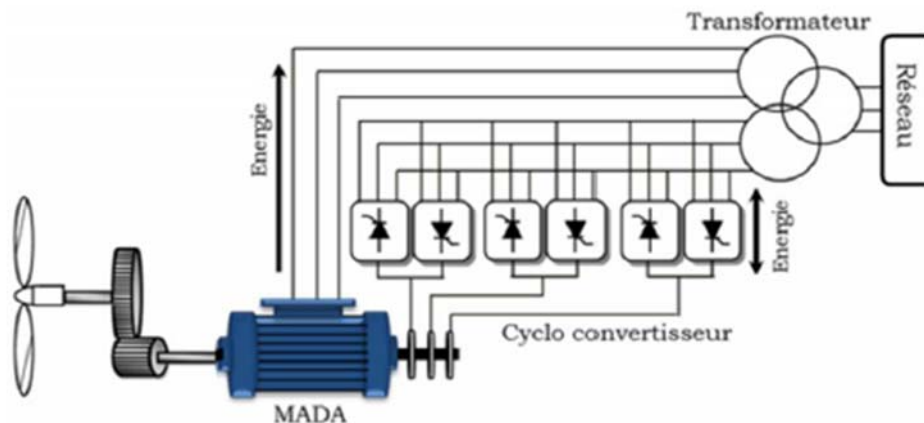 Transformateur
Réseau
Energie
Energie
Cyclo convertisseur
MADA